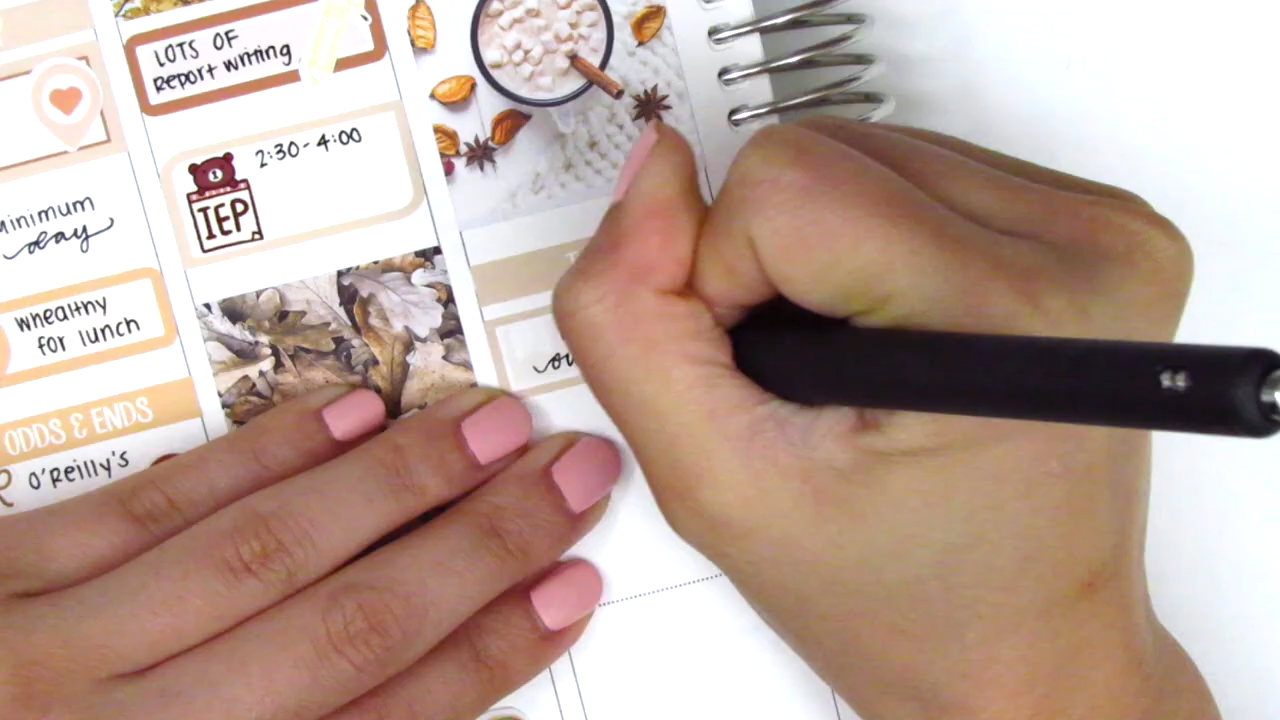 LOTS OF
Report writing
2:30-4:00
IEP
minimum
day
whealthy
for lunch
ODDS & ENDS
O'Reilly's